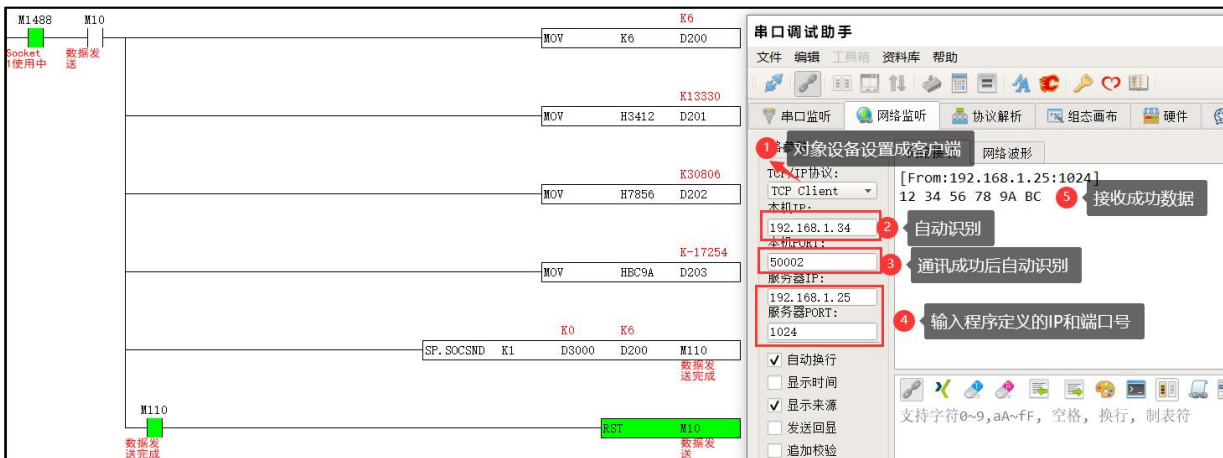 M1488 M10
Socket
1使用中
数据发
送
K6
MOV K6 D200
K13330
MOV H3412 D201
K30806
MOV H7856 D202
K-17254
MOV HBC9A D203
K0 K6
SP.SOCSND K1 D3000 D200 M110
数据发
送完成
M110
数据发
送完成
RST M10
数据发
送
串口调试助手
文件 编辑 工具箱 资料库 帮助
串口监听 网络监听 协议解析 组态画布 硬件
1 对象设备设置成客户端
网络波形
TCP/IP协议:
TCP Client
本机IP:
192.168.1.34
2 自动识别
本机PORT:
50002
3 通讯成功后自动识别
服务器IP:
192.168.1.25
服务器PORT:
1024
4 输入程序定义的IP和端口号
[From:192.168.1.25:1024]
12 34 56 78 9A BC
5 接收成功数据
自动换行
显示时间
显示来源
发送回显
追加校验
支持字符0~9,aA~fF, 空格, 换行, 制表符